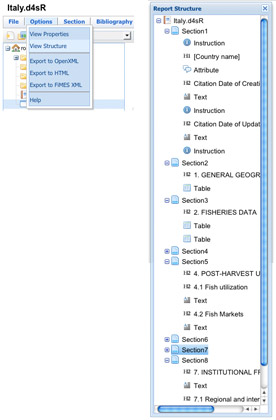 Italy.d4sR
File Options Section Bibliography
View Properties
View Structure
Export to OpenXML
Export to HTML
Export to FiMES XML
Help
Report Structure
Italy.d4sR
Section1
Instruction
[Country name]
Attribute
Citation Date of Creati
Text
Instruction
Citation Date of Updat
Text
Instruction
Section2
1. GENERAL GEOGR
Table
Section3
2. FISHERIES DATA
Table
Table
Section4
Section5
4. POST-HARVEST U
4.1 Fish utilization
Text
4.2 Fish Markets
Text
Section6
Section7
Section8
7. INSTITUTIONAL FF
Text
7.1 Regional and inter